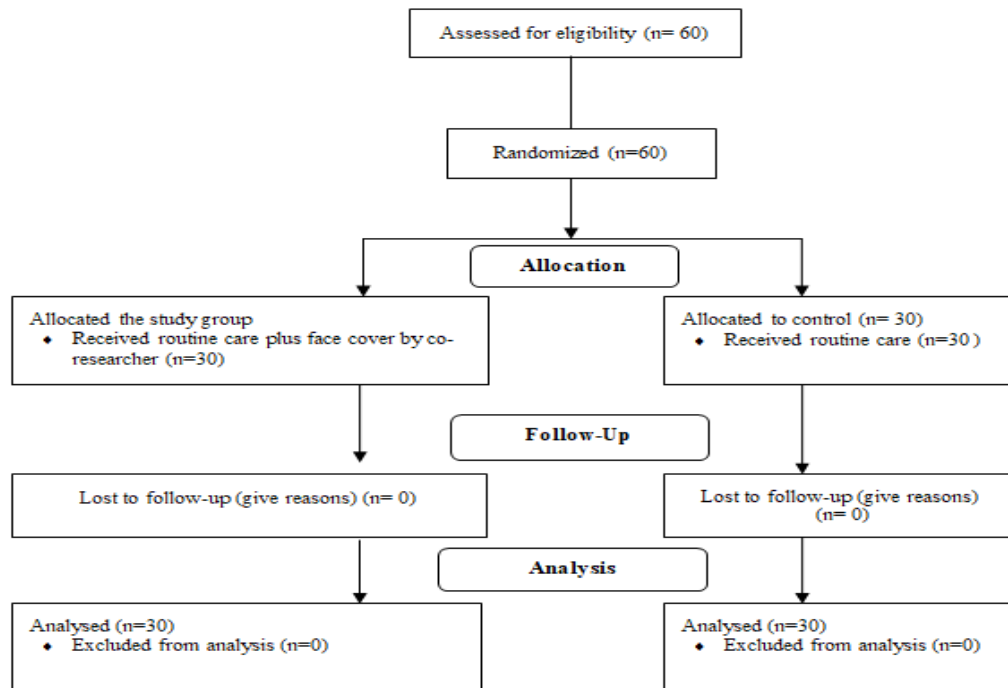 Assessed for eligibility (n= 60)
Randomized (n=60)
Allocation
Allocated the study group
◆ Received routine care plus face cover by co-
researcher (n=30)
Allocated to control (n= 30)
◆ Received routine care (n=30 )
Follow-Up
Lost to follow-up (give reasons) (n= 0)
Lost to follow-up (give reasons)
(n= 0)
Analysis
Analysed (n=30)
◆ Excluded from analysis (n=0)
Analysed (n=30)
◆ Excluded from analysis (n=0)